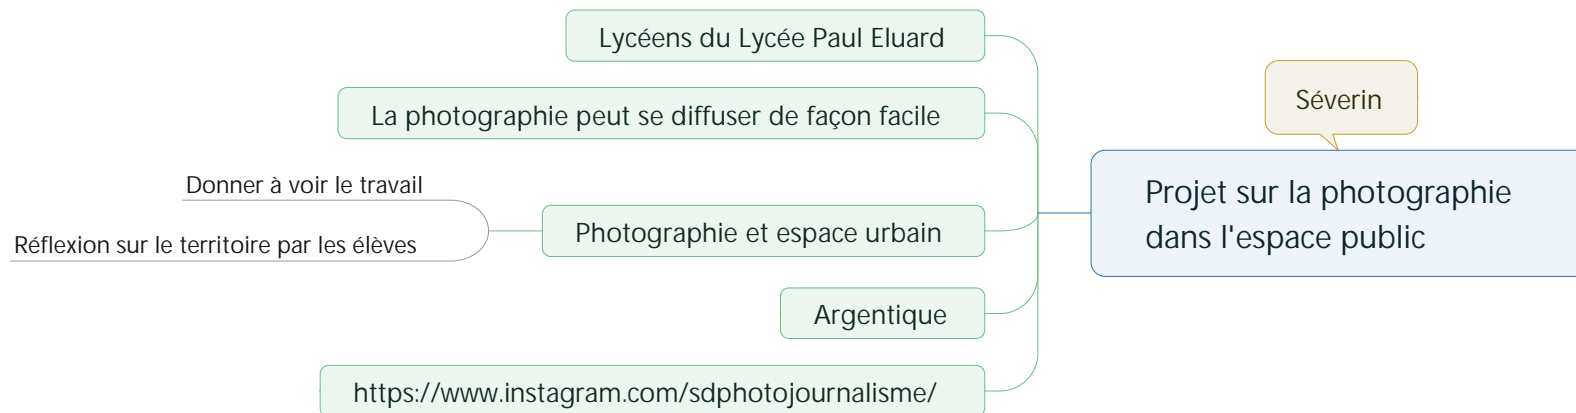 Séverin
Projet sur la photographie
dans l'espace public
Lycéens du Lycée Paul Eluard
La photographie peut se diffuser de façon facile
Photographie et espace urbain
Donner à voir le travail
Réflexion sur le territoire par les élèves
Argentique
https://www.instagram.com/sdphotojournalisme/